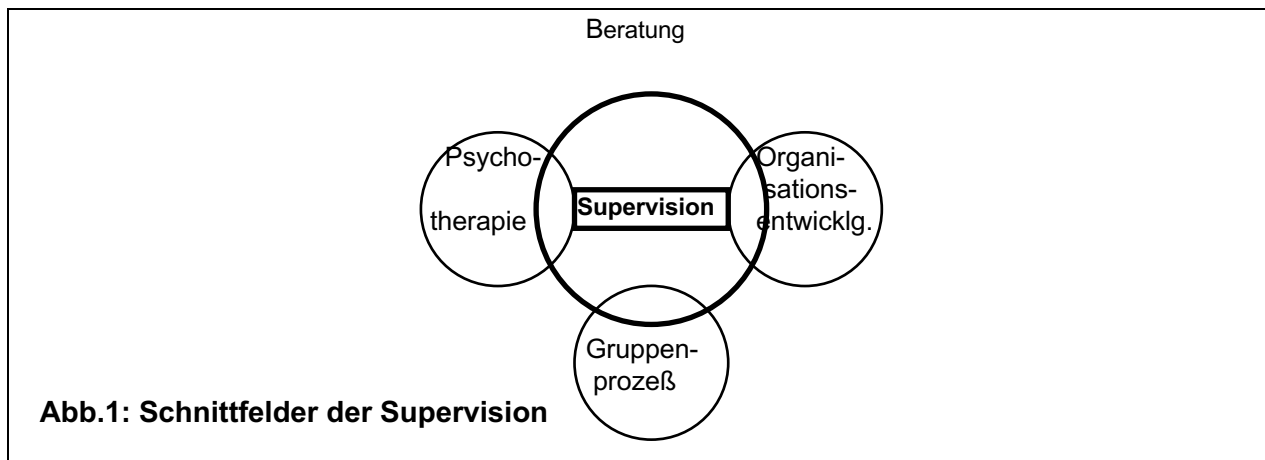 Beratung
Psycho-
therapie
Supervision
Organi-
sations-
entwicklg.
Gruppen-
prozeß
Abb.1: Schnittfelder der Supervision